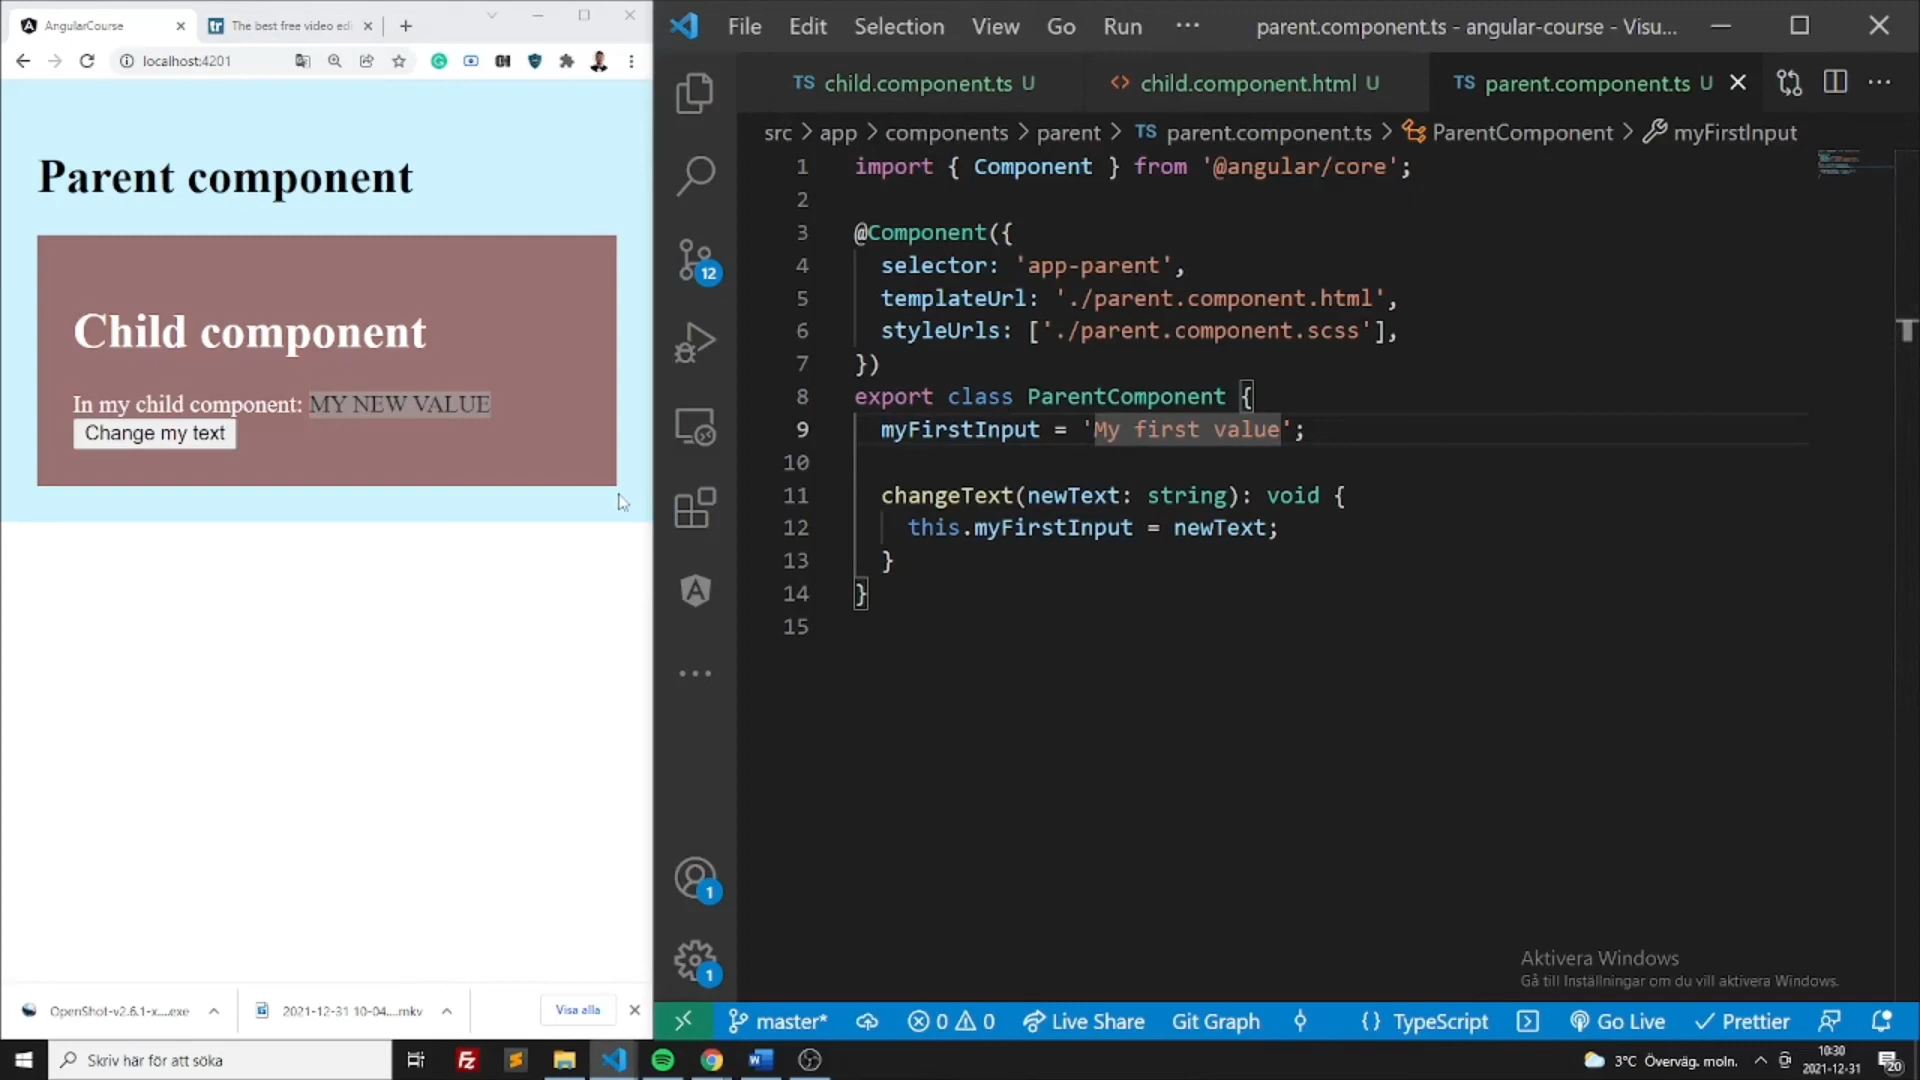 AngularCourse
The best free video edi
localhost:4201
Parent component
Child component
In my child component: MY NEW VALUE
Change my text
OpenShot-v2.6.1-x....exe
2021-12-31 10-04....mkv
Visa alla
File Edit Selection View Go Run ···
parent.component.ts - angular-course - Visu...
TS child.component.ts U
<> child.component.html U
TS parent.component.ts U
src > app > components > parent > TS parent.component.ts > ParentComponent > myFirstInput
1 import { Component } from '@angular/core';
2
3 @Component({
4 selector: 'app-parent',
5 templateUrl: './parent.component.html',
6 styleUrls: ['./parent.component.scss'],
7 })
8 export class ParentComponent {
9 myFirstInput = 'My first value';
10
11 changeText(newText: string): void {
12 this.myFirstInput = newText;
13 }
14 }
15
12
1
1
T
Aktivera Windows
Gå till Inställningar om du vill aktivera Windows.
master* 0 0 Live Share Git Graph {} TypeScript Go Live Prettier
Skriv här för att söka
3°C Överväg. moln.
10:30
2021-12-31
20